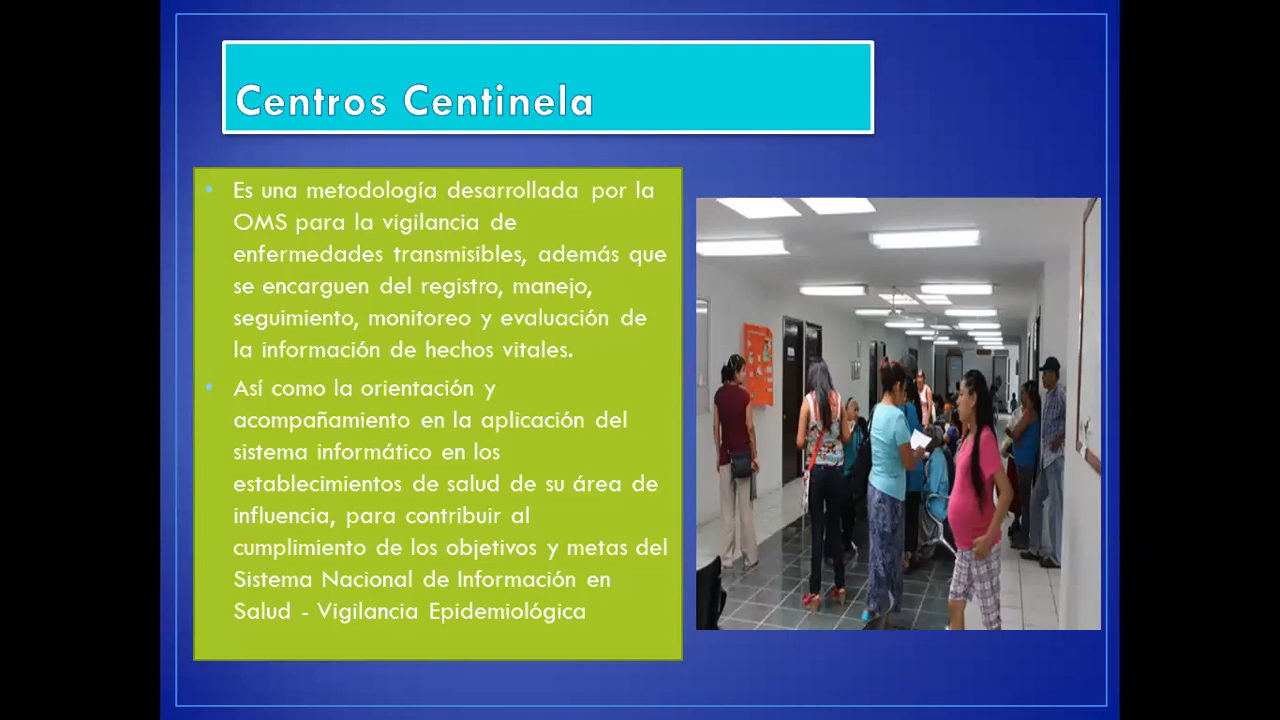 Centros Centinela
• Es una metodología desarrollada por la
OMS para la vigilancia de
enfermedades transmisibles, además que
se encarguen del registro, manejo,
seguimiento, monitoreo y evaluación de
la información de hechos vitales.
• Así como la orientación y
acompañamiento en la aplicación del
sistema informático en los
establecimientos de salud de su área de
influencia, para contribuir al
cumplimiento de los objetivos y metas del
Sistema Nacional de Información en
Salud - Vigilancia Epidemiológica